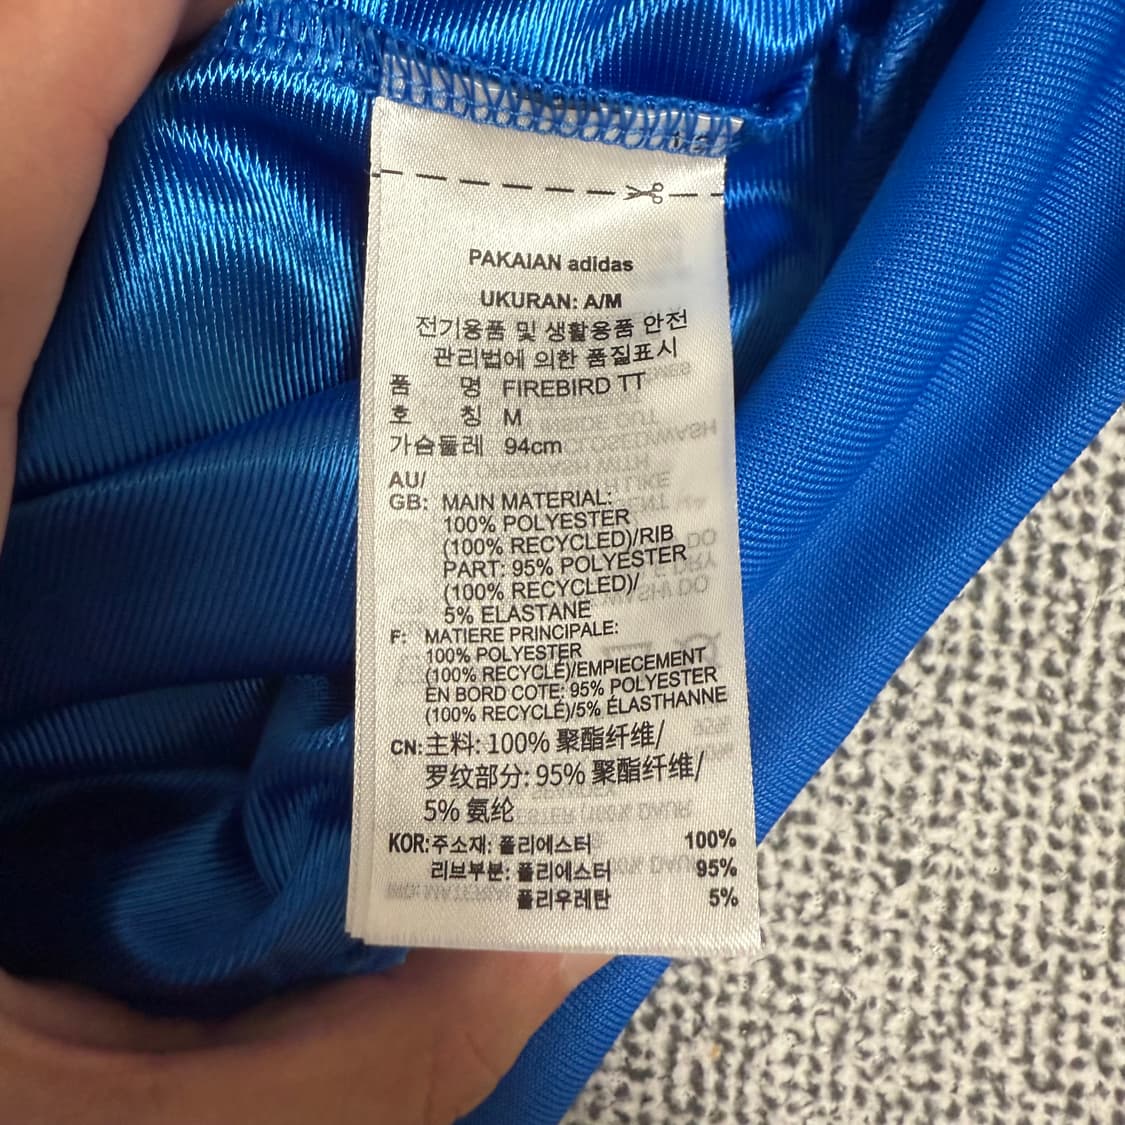 PAKAIAN adidas
UKURAN: A/M
전기용품 및 생활용품 안전
관리법에 의한 품질표시
품 명 FIREBIRD TT
호 칭 M
가슴둘레 94cm
AU/
GB: MAIN MATERIAL:
100% POLYESTER
(100% RECYCLED)/RIB
PART: 95% POLYESTER
(100% RECYCLED)/
5% ELASTANE
F: MATIERE PRINCIPALE:
100% POLYESTER
(100% RECYCLÉ)/EMPIECEMENT
EN BORD COTE: 95% POLYESTER
(100% RECYCLÉ)/5% ÉLASTHANNE
CN:主料: 100% 聚酯纤维/
罗纹部分: 95% 聚酯纤维/
5% 氨纶
KOR:주소재: 폴리에스터 100%
리브부분: 폴리에스터 95%
폴리우레탄 5%